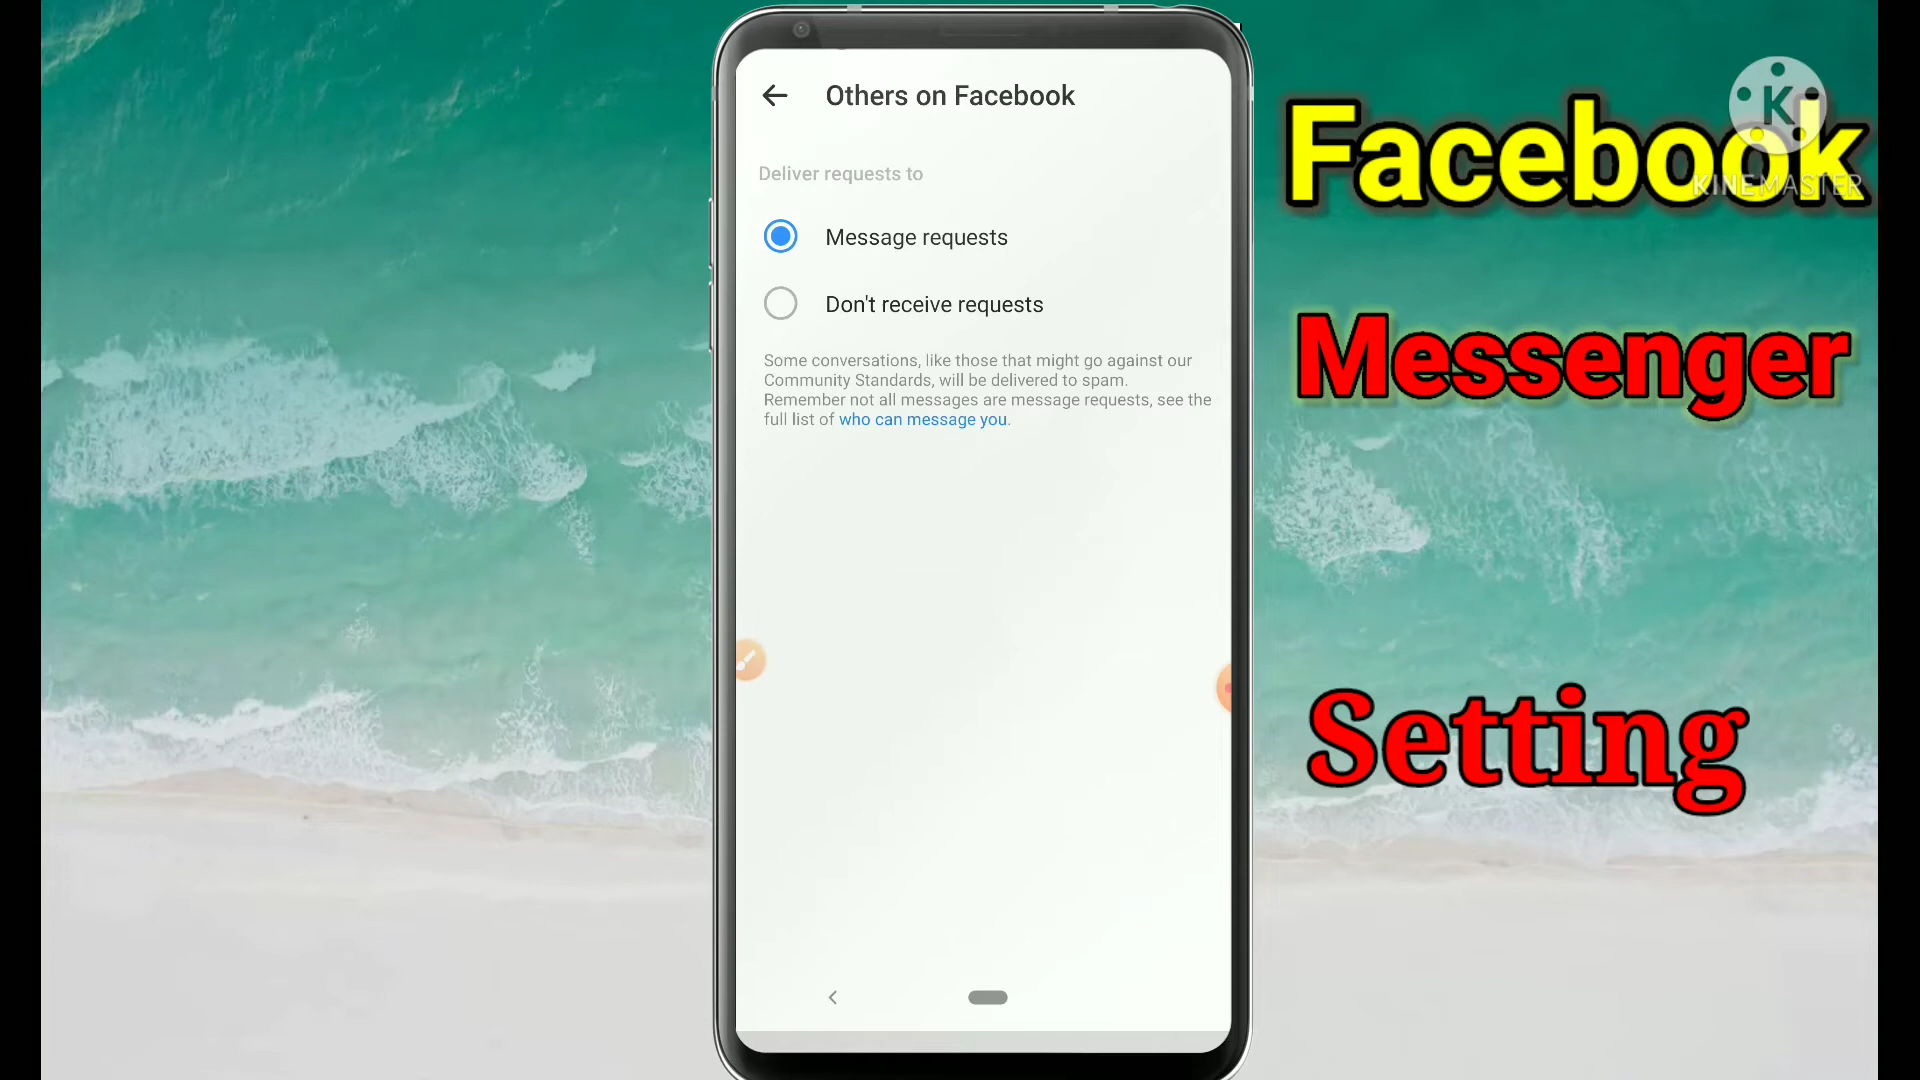 Others on Facebook
Deliver requests to
Message requests
Don't receive requests
Some conversations, like those that might go against our
Community Standards, will be delivered to spam.
Remember not all messages are message requests, see the
full list of who can message you.
Facebook
K
KINEMASTER
Messenger
Setting